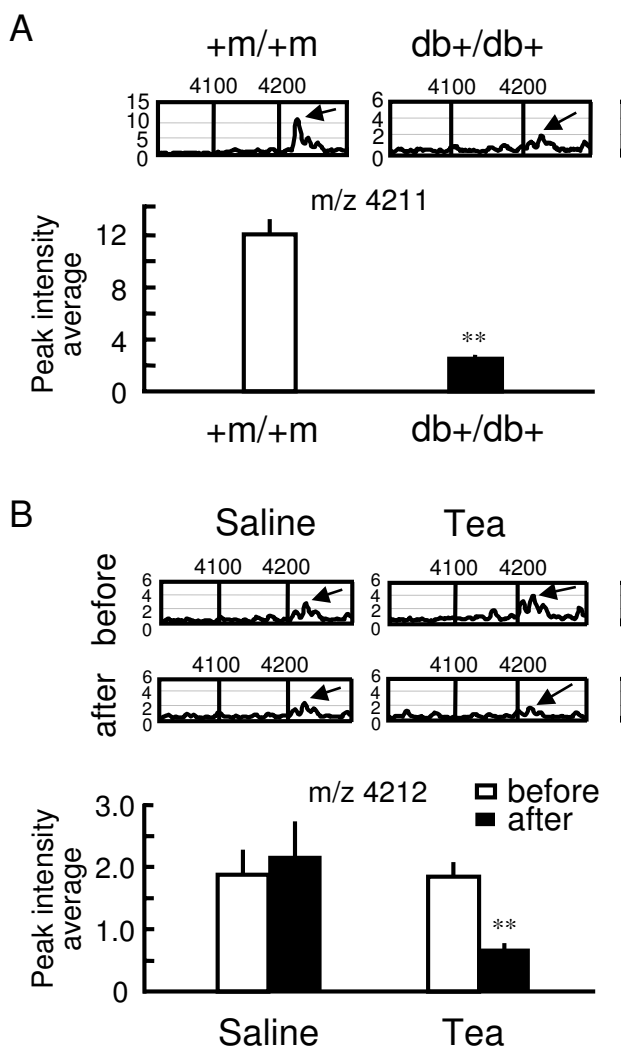 A
+m/+m db+/db+
4100 4200 4100 4200
15 6
10 4
5 2
0 0
m/z 4211
Peak intensity
average
12
8
4
0
**
+m/+m db+/db+
B
Saline Tea
before
4100 4200 4100 4200
6 6
4 4
2 2
0 0
after
4100 4200 4100 4200
6 6
4 4
2 2
0 0
m/z 4212
before
after
Peak intensity
average
3.0
2.0
1.0
0
**
Saline Tea